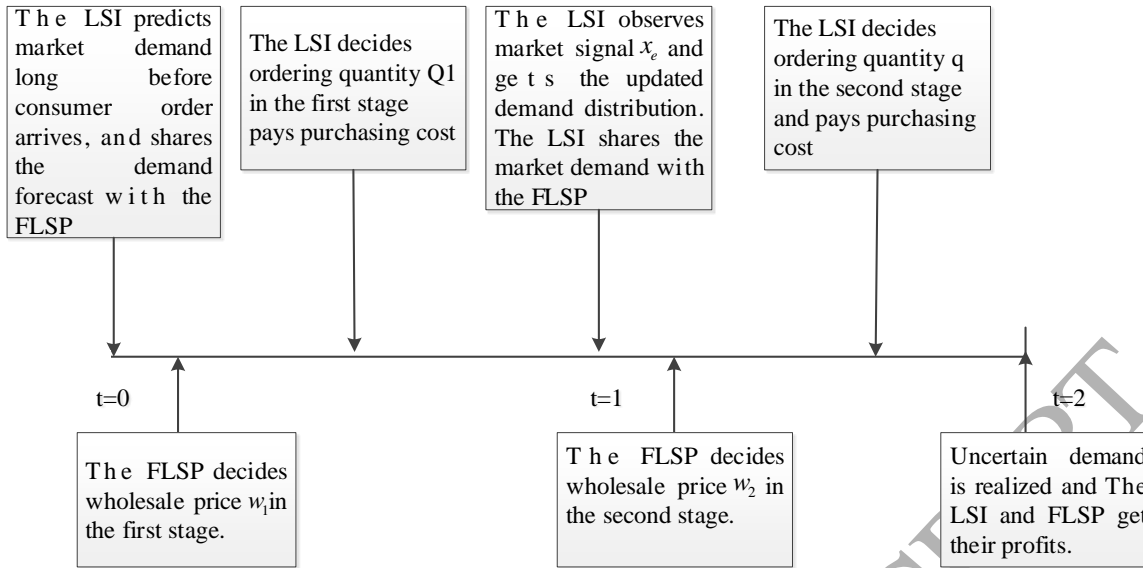 The LSI predicts
market demand
long before
consumer order
arrives, and shares
the demand
forecast with the
FLSP
The LSI decides
ordering quantity Q1
in the first stage
pays purchasing cost
The LSI observes
market signal xₑ and
gets the updated
demand distribution.
The LSI shares the
market demand with
the FLSP
The LSI decides
ordering quantity q
in the second stage
and pays purchasing
cost
t=0
t=1
t=2
The FLSP decides
wholesale price w₁in
the first stage.
The FLSP decides
wholesale price w₂ in
the second stage.
Uncertain demand
is realized and The
LSI and FLSP get
their profits.